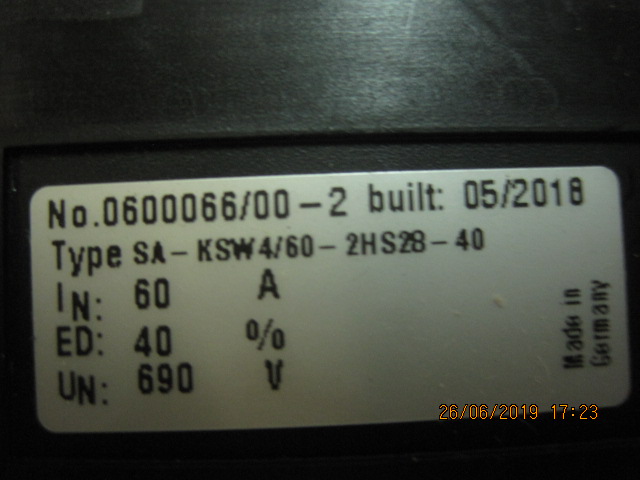 No.0600066/00-2 built: 05/2018
Type SA-KSW4/60-2HS28-40
IN: 60 A
ED: 40 %
UN: 690 V
Made in
Germany
26/06/2019 17:23